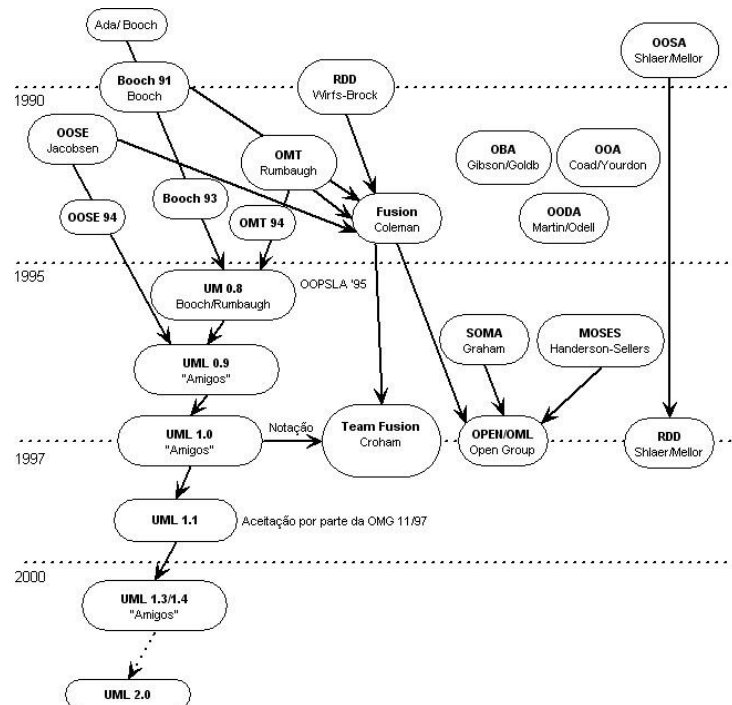 Ada/ Booch
OOSA
Shlaer/Mellor
Booch 91
Booch
RDD
Wirfs-Brock
1990
OOSE
Jacobsen
OMT
Rumbaugh
OBA
Gibson/Goldb
OOA
Coad/Yourdon
OOSE 94
Booch 93
OMT 94
Fusion
Coleman
OODA
Martin/Odell
1995
UM 0.8
Booch/Rumbaugh
OOPSLA '95
SOMA
Graham
MOSES
Handerson-Sellers
UML 0.9
"Amigos"
UML 1.0
"Amigos"
Notação
Team Fusion
Croham
OPEN/OML
Open Group
RDD
Shlaer/Mellor
1997
UML 1.1
Aceitação por parte da OMG 11/97
2000
UML 1.3/1.4
"Amigos"
UML 2.0